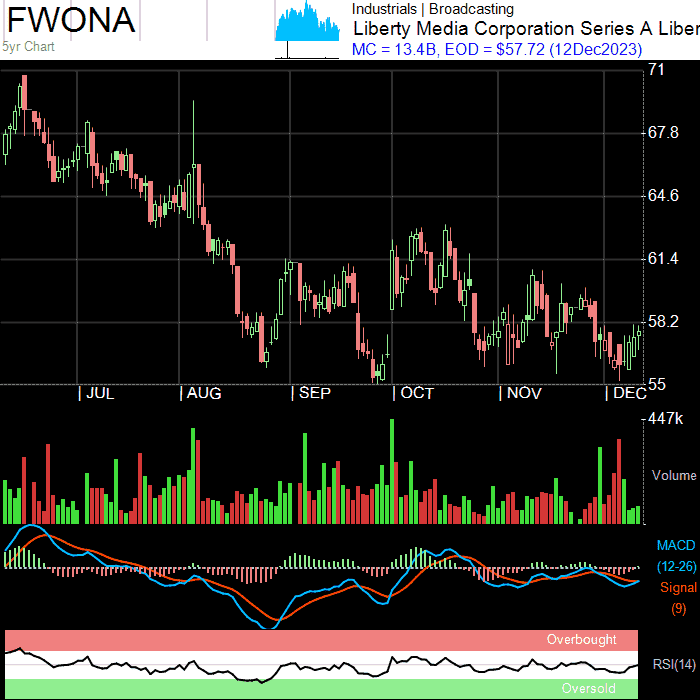 FWONA
5yr Chart
Industrials | Broadcasting
Liberty Media Corporation Series A Liber
MC = 13.4B, EOD = $57.72 (12Dec2023)
71
67.8
64.6
61.4
58.2
55
| JUL | AUG | SEP | OCT | NOV | DEC
447k
Volume
MACD
(12-26)
Signal
(9)
Overbought
RSI(14)
Oversold